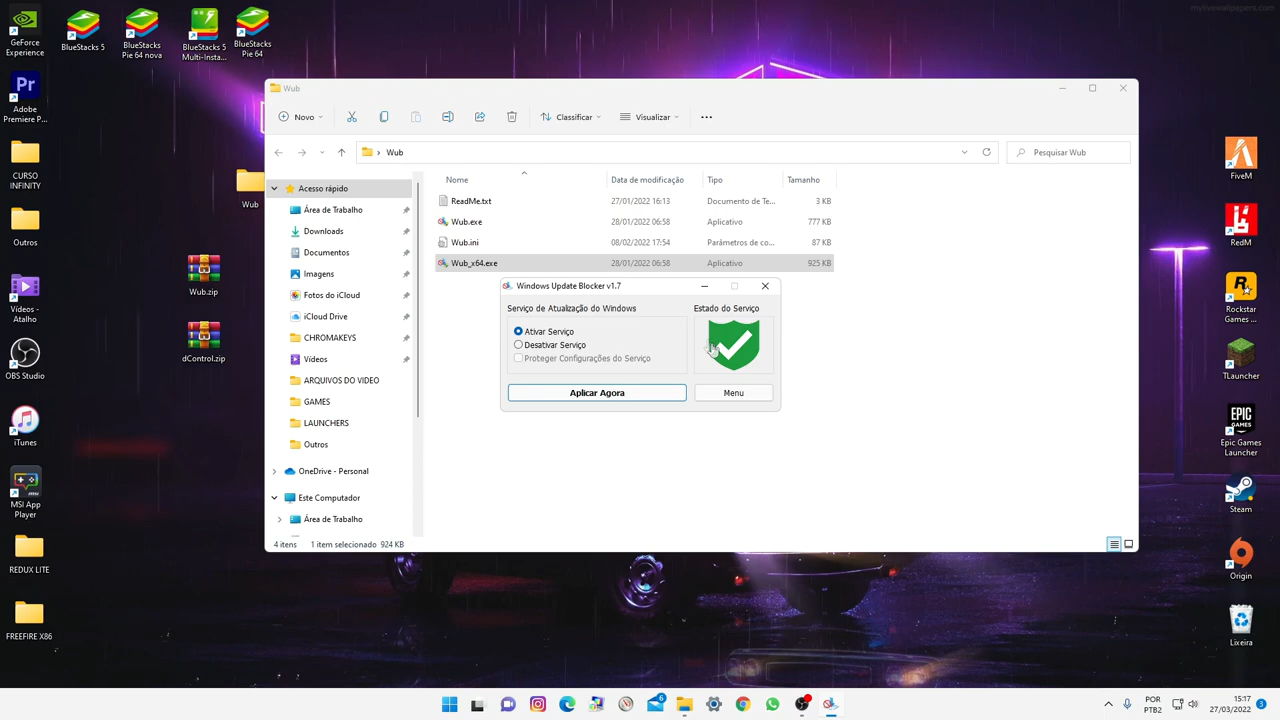 mylivewallpapers.com
GeForce
Experience
BlueStacks 5
BlueStacks
Pie 64 nova
BlueStacks 5
Multi-Insta...
BlueStacks
Pie 64
Adobe
Premiere P...
CURSO
INFINITY
Outros
Vídeos -
Atalho
OBS Studio
iTunes
MSI App
Player
REDUX LITE
FREEFIRE X86
Wub
Wub.zip
dControl.zip
Wub
Novo
Classificar
Visualizar
Wub
Pesquisar Wub
Acesso rápido
Área de Trabalho
Downloads
Documentos
Imagens
Fotos do iCloud
iCloud Drive
CHROMAKEYS
Vídeos
ARQUIVOS DO VIDEO
GAMES
LAUNCHERS
Outros
OneDrive - Personal
Este Computador
Área de Trabalho
Nome Data de modificação Tipo Tamanho
ReadMe.txt 27/01/2022 16:13 Documento de Te... 3 KB
Wub.exe 28/01/2022 06:58 Aplicativo 777 KB
Wub.ini 08/02/2022 17:54 Parâmetros de co... 87 KB
Wub_x64.exe 28/01/2022 06:58 Aplicativo 925 KB
Windows Update Blocker v1.7
Serviço de Atualização do Windows
Estado do Serviço
Ativar Serviço
Desativar Serviço
Proteger Configurações do Serviço
Aplicar Agora
Menu
4 itens 1 item selecionado 924 KB
FiveM
RedM
Rockstar
Games ...
TLauncher
EPIC
GAMES
Epic Games
Launcher
Steam
Origin
Lixeira
6
POR
PTB2
15:17
27/03/2022
3